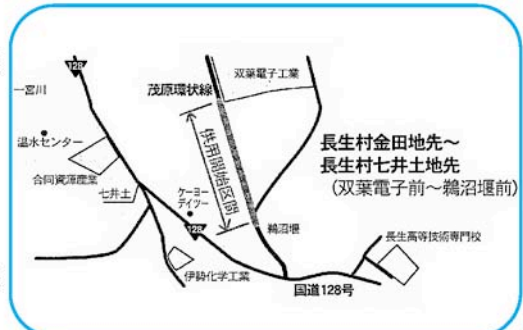 128
一宮川
温水センター
合同資源産業
七井土
茂原環状線
双葉電子工業
供用開始区間
ケーヨー
デイツー
128
伊勢化学工業
鵜沼堰
長生村金田地先～
長生村七井土地先
(双葉電子前～鵜沼堰前)
長生高等技術専門校
国道128号